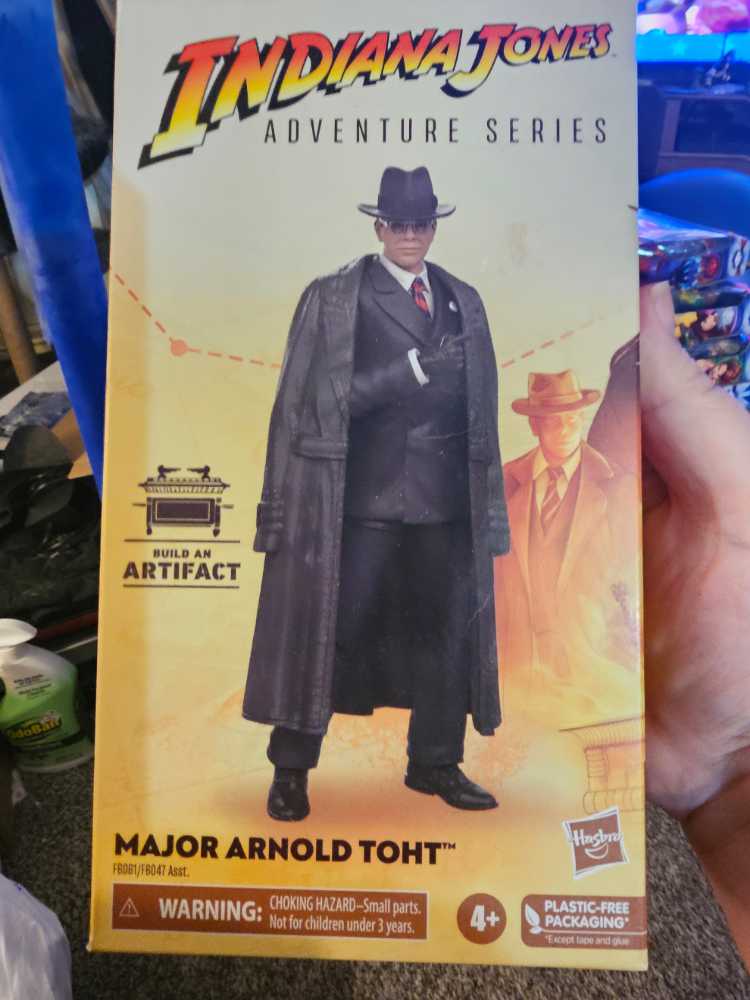 INDIANA JONES
ADVENTURE SERIES
BUILD AN
ARTIFACT
MAJOR ARNOLD TOHT™
F6061/F6047 Asst.
WARNING:
CHOKING HAZARD–Small parts.
Not for children under 3 years.
4+
Hasbro
PLASTIC-FREE
PACKAGING*
*Except tape and glue
OdoBan